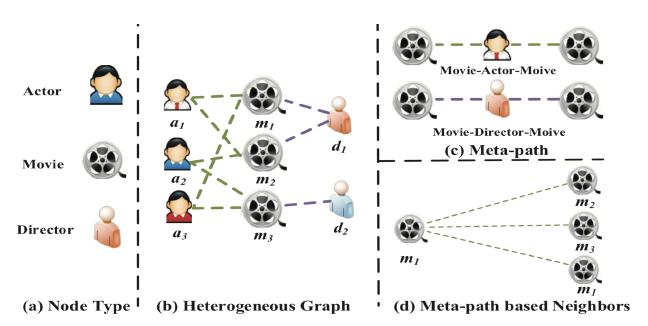 Actor
Movie
Director
(a) Node Type
a1
a2
a3
m1
m2
m3
d1
d2
(b) Heterogeneous Graph
Movie-Actor-Moive
Movie-Director-Moive
(c) Meta-path
m1
m2
m3
m1
(d) Meta-path based Neighbors